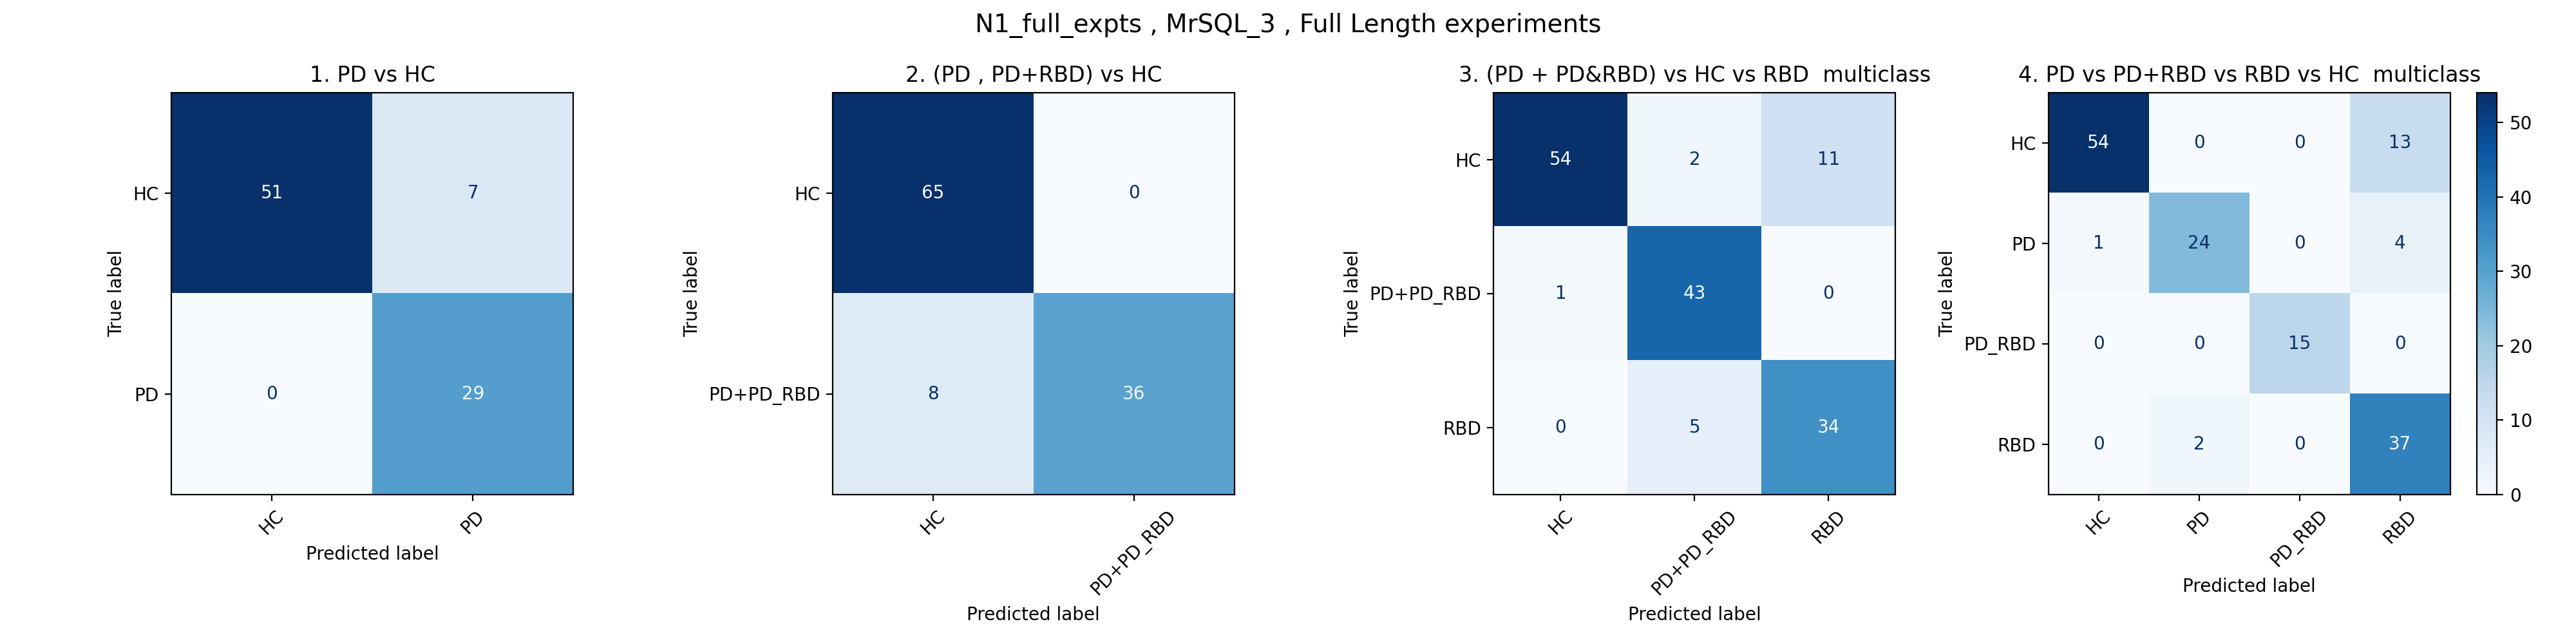 N1_full_expts , MrSQL_3 , Full Length experiments
1. PD vs HC
True label
HC
51
7
PD
0
29
HC
PD
Predicted label
2. (PD , PD+RBD) vs HC
True label
HC
65
0
PD+PD_RBD
8
36
HC
PD+PD_RBD
Predicted label
3. (PD + PD&RBD) vs HC vs RBD  multiclass
True label
HC
54
2
11
PD+PD_RBD
1
43
0
RBD
0
5
34
HC
PD+PD_RBD
RBD
Predicted label
4. PD vs PD+RBD vs RBD vs HC  multiclass
True label
HC
54
0
0
13
PD
1
24
0
4
PD_RBD
0
0
15
0
RBD
0
2
0
37
HC
PD
PD_RBD
RBD
Predicted label
50
40
30
20
10
0